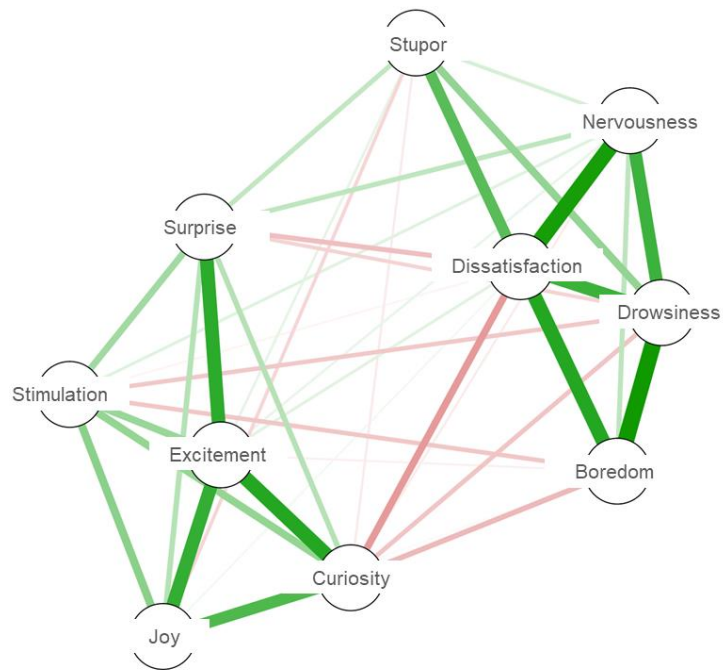 Stupor
Nervousness
Surprise
Dissatisfaction
Drowsiness
Stimulation
Excitement
Boredom
Curiosity
Joy